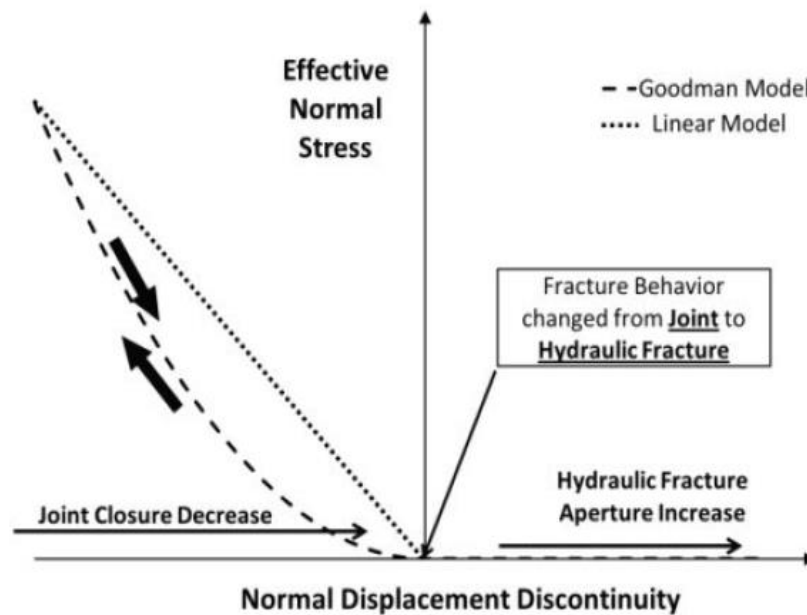 Effective
Normal
Stress
Goodman Model
Linear Model
Fracture Behavior
changed from Joint to
Hydraulic Fracture
Joint Closure Decrease
Hydraulic Fracture
Aperture Increase
Normal Displacement Discontinuity